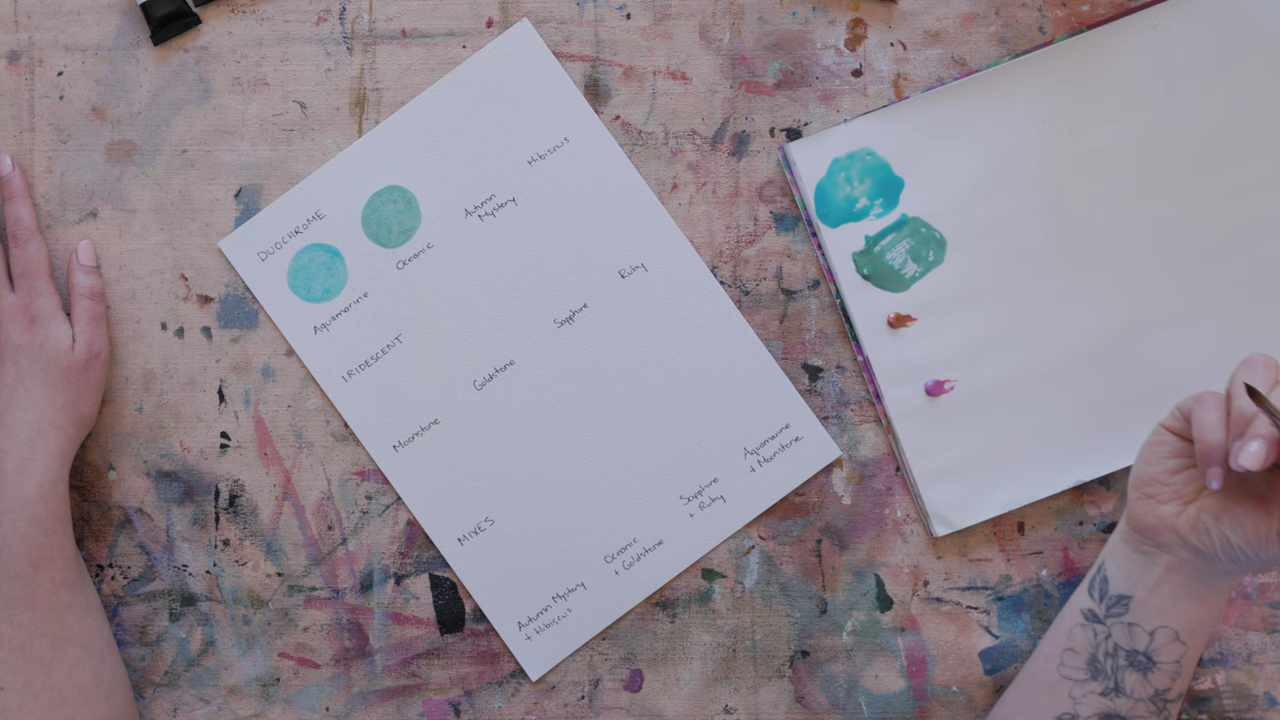 DUOCHROME
Aquamarine
Oceanic
Autumn
Mystery
Hibiscus
IRIDESCENT
Moonstone
Goldstone
Sapphire
Ruby
MIXES
Autumn Mystery
+ Hibiscus
Oceanic
+ Goldstone
Sapphire
+ Ruby
Aquamarine
+ Moonstone